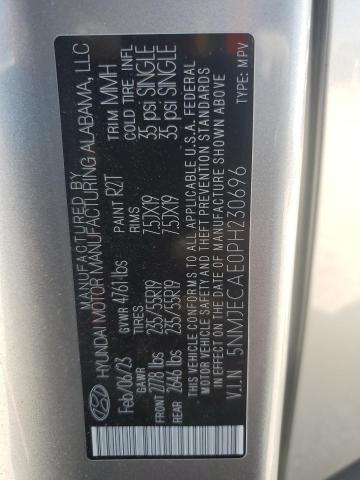 MANUFACTURED BY
HYUNDAI MOTOR MANUFACTURING ALABAMA, LLC
Feb/06/23 GVWR 4761 lbs PAINT R2T TRIM MMH
GAWR TIRES RIMS COLD TIRE. INFL
FRONT 2778 lbs 235/55R19 7.5JX19 35 psi SINGLE
REAR 2646 lbs 235/55R19 7.5JX19 35 psi SINGLE
THIS VEHICLE CONFORMS TO ALL APPLICABLE U.S.A. FEDERAL
MOTOR VEHICLE SAFETY, BUMPER, AND THEFT PREVENTION
STANDARDS IN EFFECT ON THE DATE OF MANUFACTURE SHOWN ABOVE
V.I.N 5NMJECAE0PH230696 TYPE: MPV